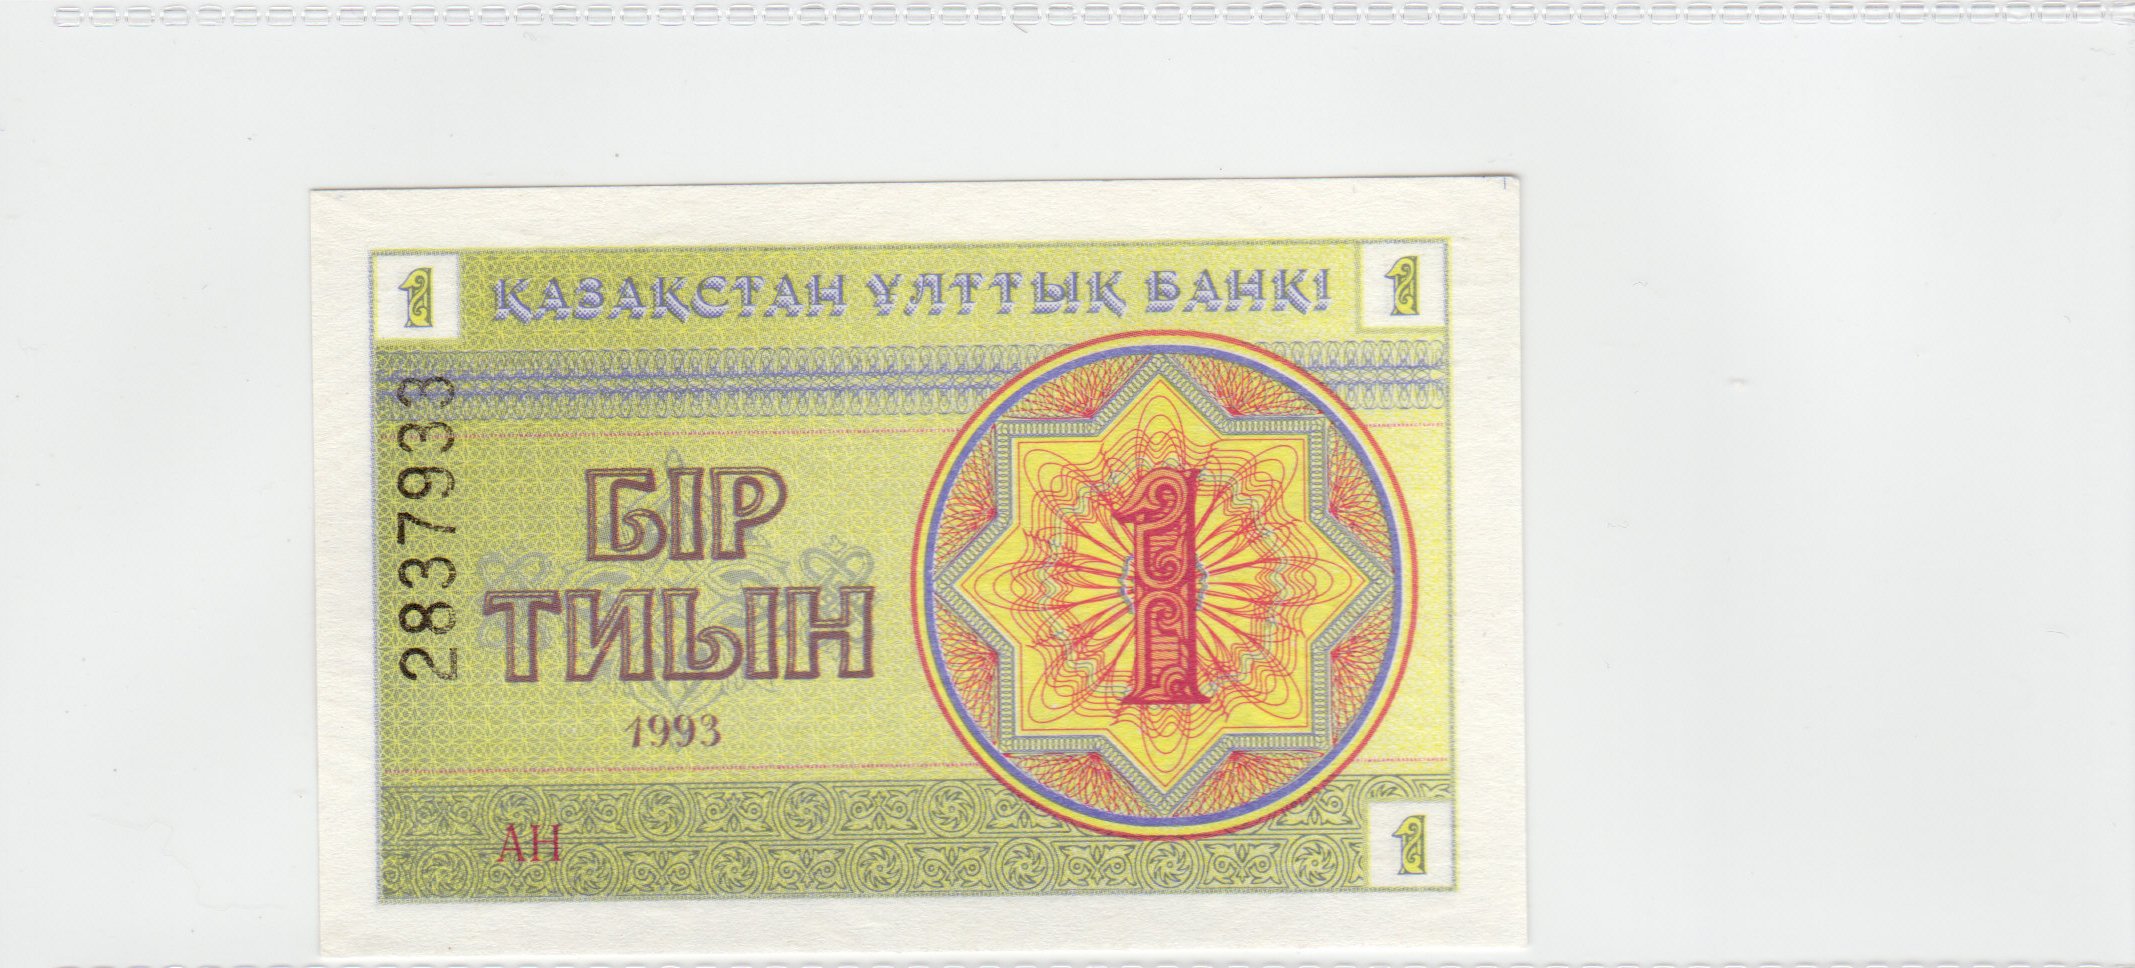 1 ҚАЗАҚСТАН ҰЛТТЫҚ БАНКІ 1
2837933
БІР
ТИЫН
1993
1
АН
1